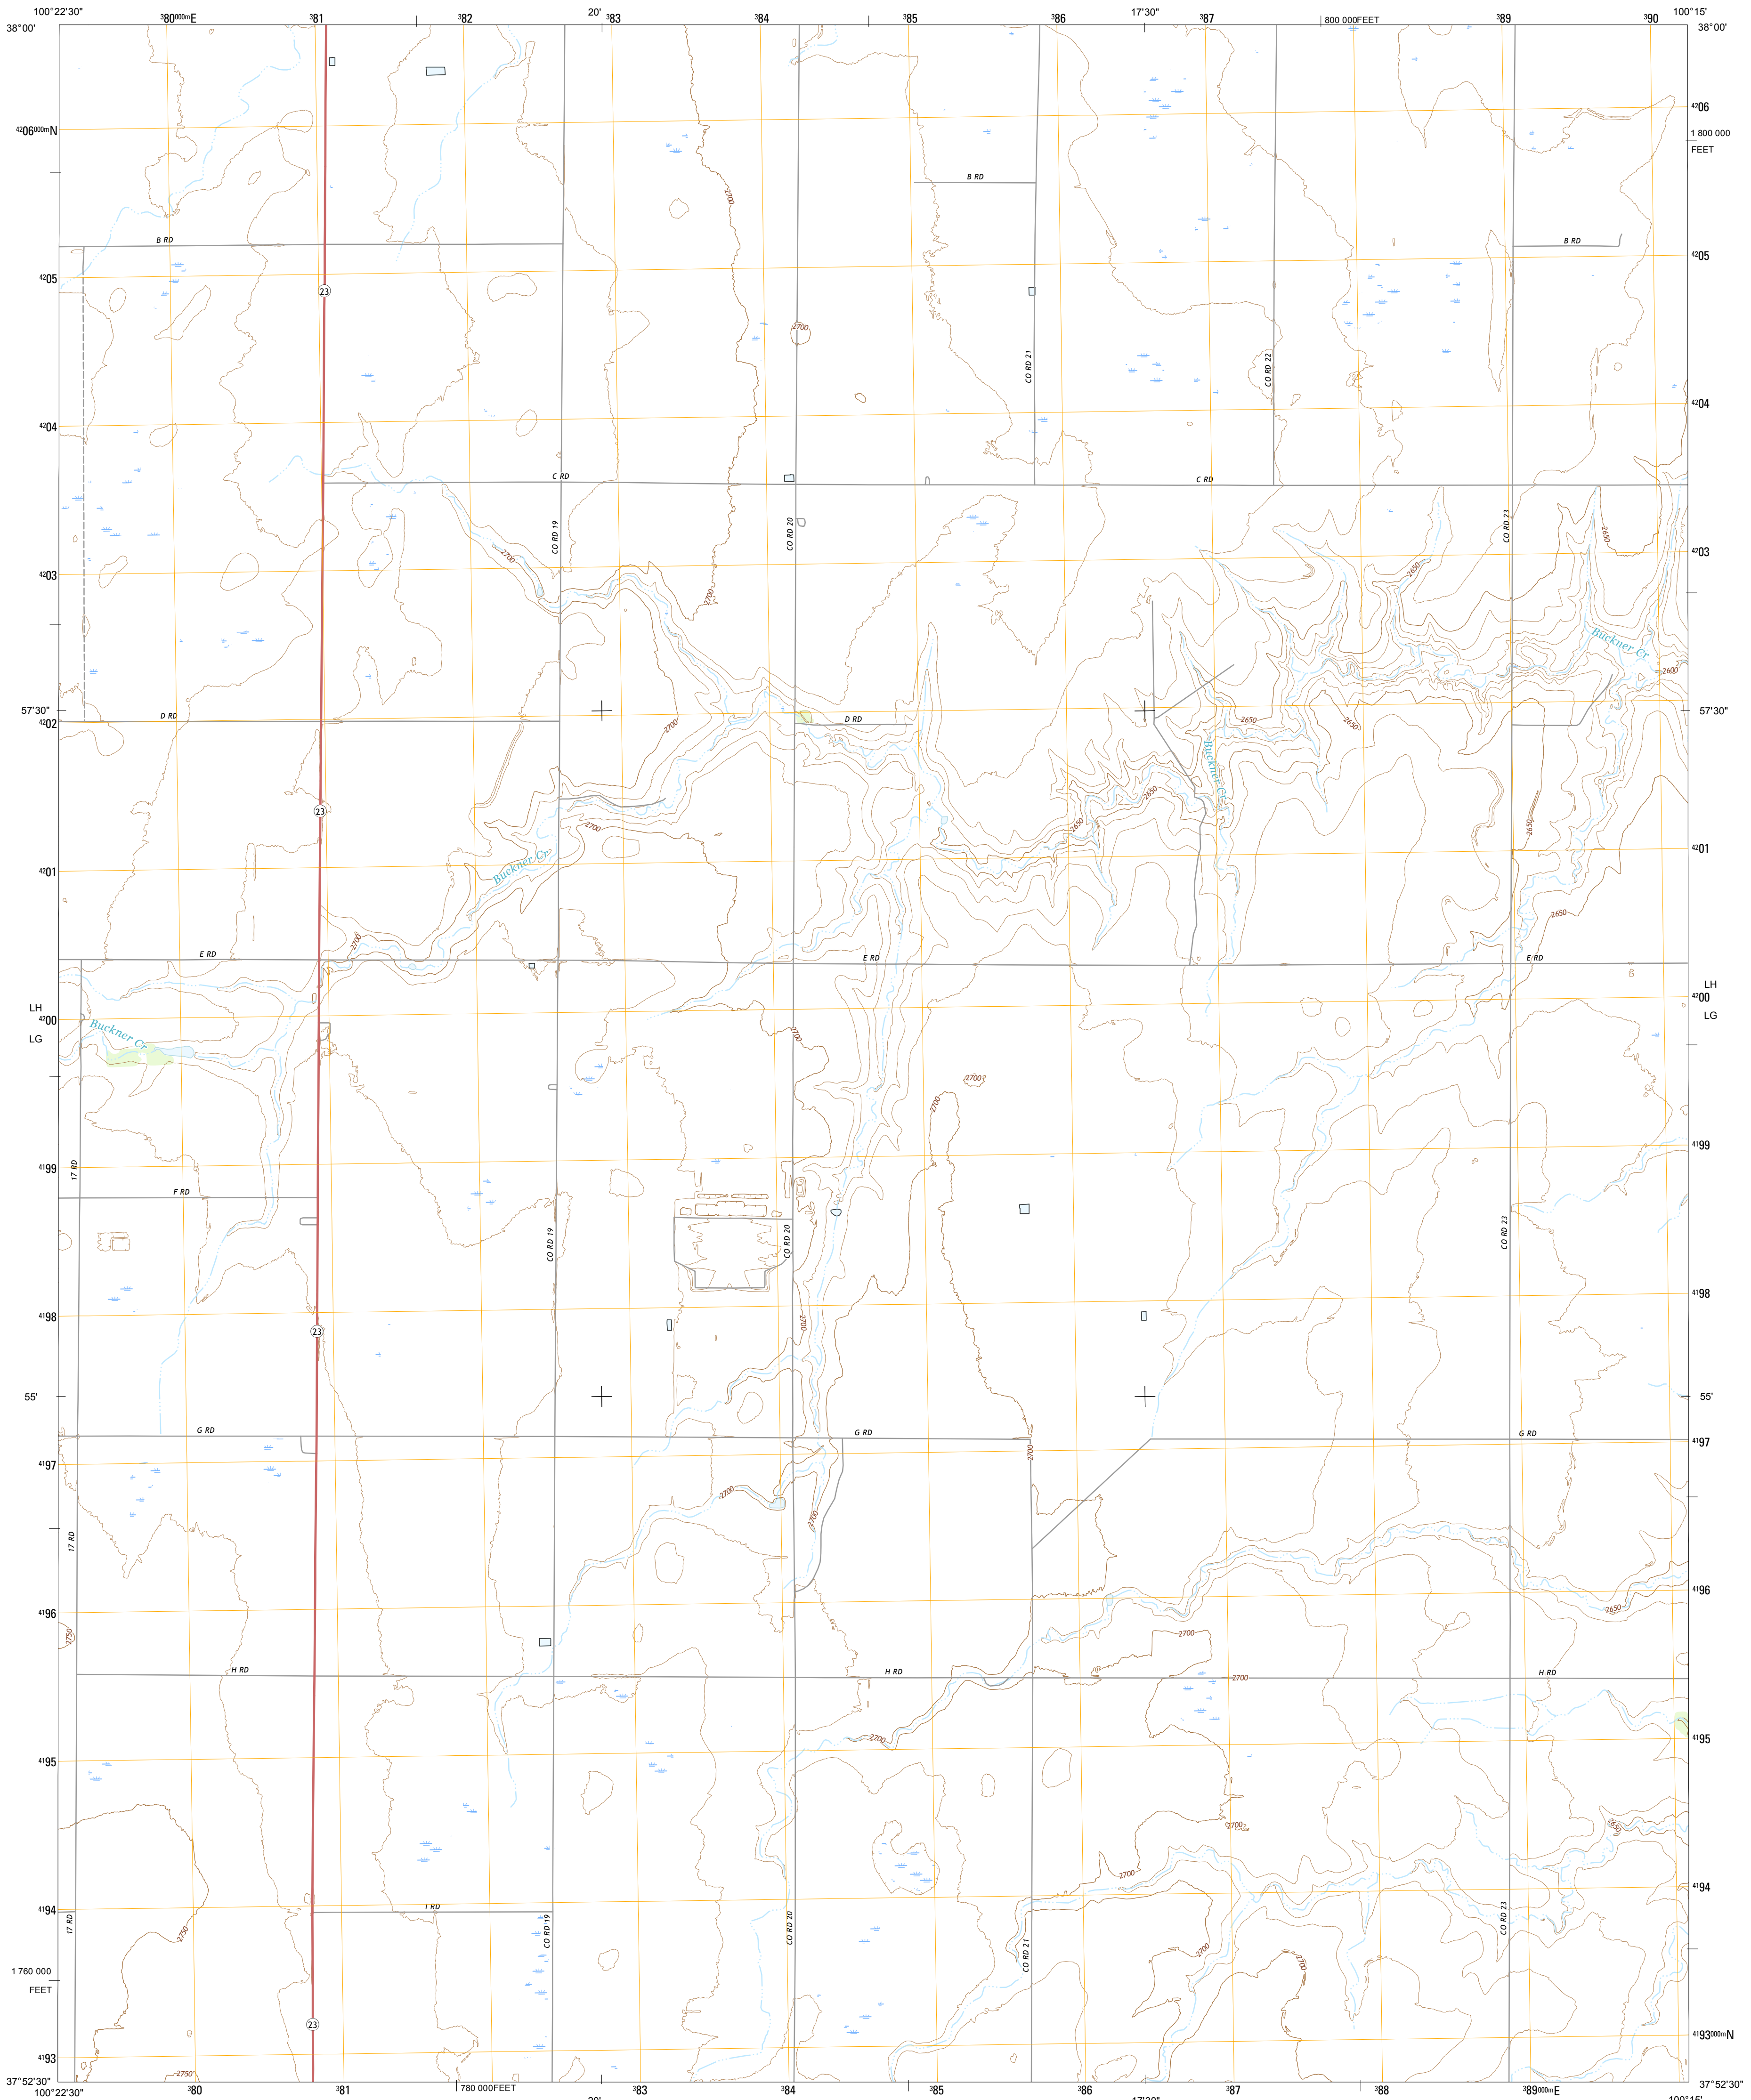 100°22'30" ³80⁰⁰⁰ᵐE ³81 ³82 20' ³83 ³84 ³85 ³86 17'30" ³87 800 000FEET ³89 ³90 100°15'
38°00' 38°00'
⁴²06
⁴²06⁰⁰⁰ᵐN
1 800 000
FEET
B RD
2700
B RD B RD
⁴²05 ⁴²05
23
2700
CO RD 21 CO RD 22
⁴²04 ⁴²04
C RD C RD
CO RD 19 CO RD 20 CO RD 23 2650
2700 ⁴²03
⁴²03 2650
2700
Buckner Cr
2600
57'30" 57'30"
D RD D RD 2650 2650
⁴²02 2700
Buckner Cr
2650
23
2700 2650 2650
⁴²01
Buckner Cr
⁴²01
2650
2700
E RD E RD E RD
LH LH
⁴²00
LG
⁴²00
Buckner Cr 2700
LG
2700
2700
⁴¹99
⁴¹99
17 RD
F RD
CO RD 19 CO RD 20 CO RD 23
⁴¹98
⁴¹98
2700
23
55' 55'
G RD G RD G RD
⁴¹97
2700
⁴¹97
2700
2700
17 RD
⁴¹96
2650
⁴¹96
2750 2700
H RD H RD H RD
2700
2700
⁴¹95
⁴¹95
2700 2650
2700
⁴¹94
⁴¹94
I RD
17 RD 2750 CO RD 19 CO RD 20 CO RD 21 2700 CO RD 23
2700
1 760 000
FEET
23
⁴¹93⁰⁰⁰ᵐN
⁴¹93
2750
37°52'30" 37°52'30"
100°22'30" ³80 ³81 780 000FEET 20' ³83 ³84 ³85 ³86 17'30" ³87 ³88 ³89⁰⁰⁰ᵐE 100°15'